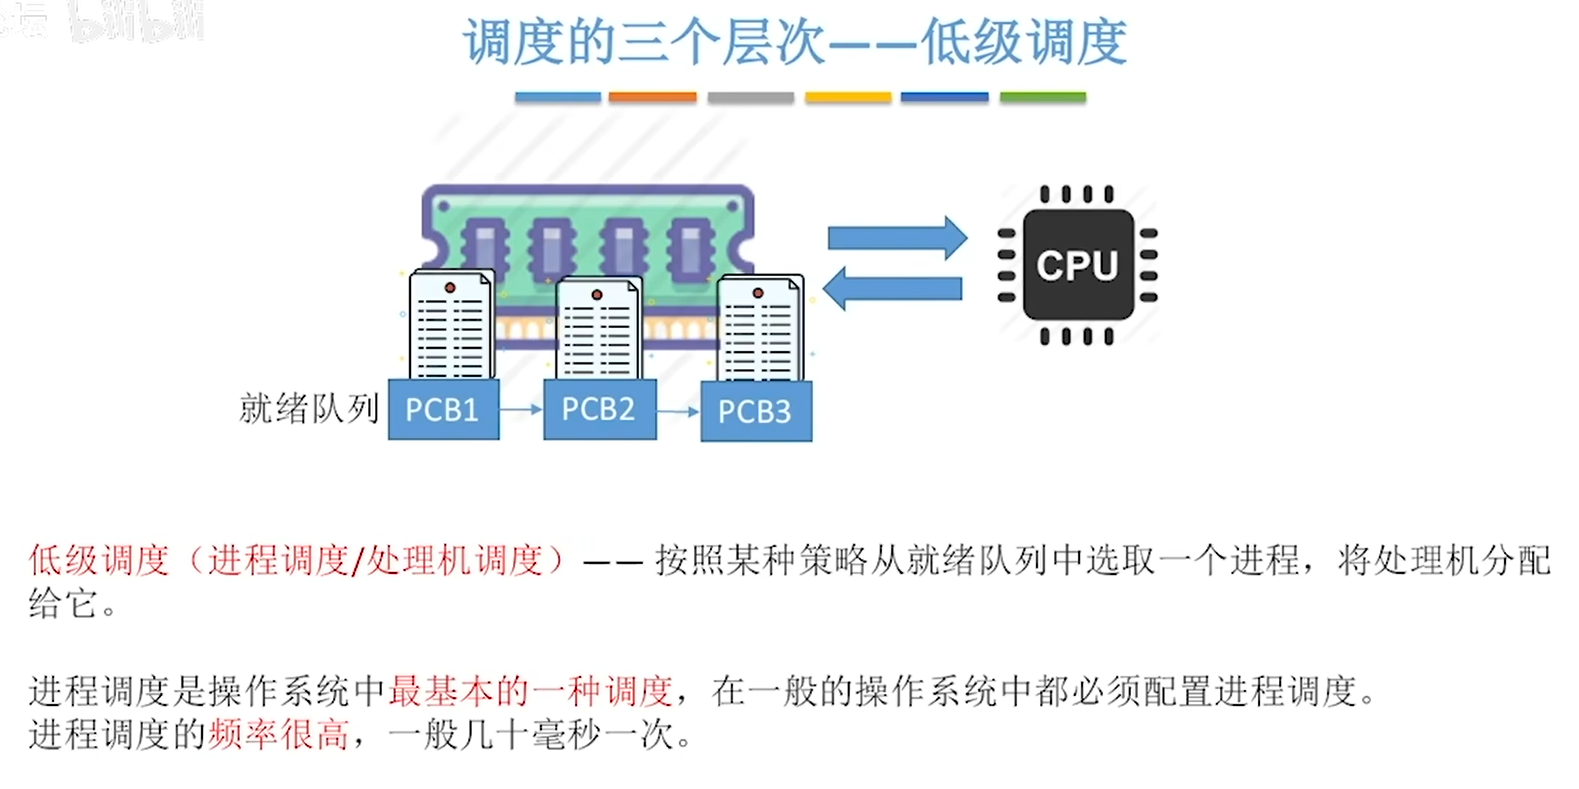 bilibili
调度的三个层次——低级调度
CPU
就绪队列 PCB1 PCB2 PCB3
低级调度（进程调度/处理机调度）—— 按照某种策略从就绪队列中选取一个进程，将处理机分配
给它。
进程调度是操作系统中最基本的一种调度，在一般的操作系统中都必须配置进程调度。
进程调度的频率很高，一般几十毫秒一次。